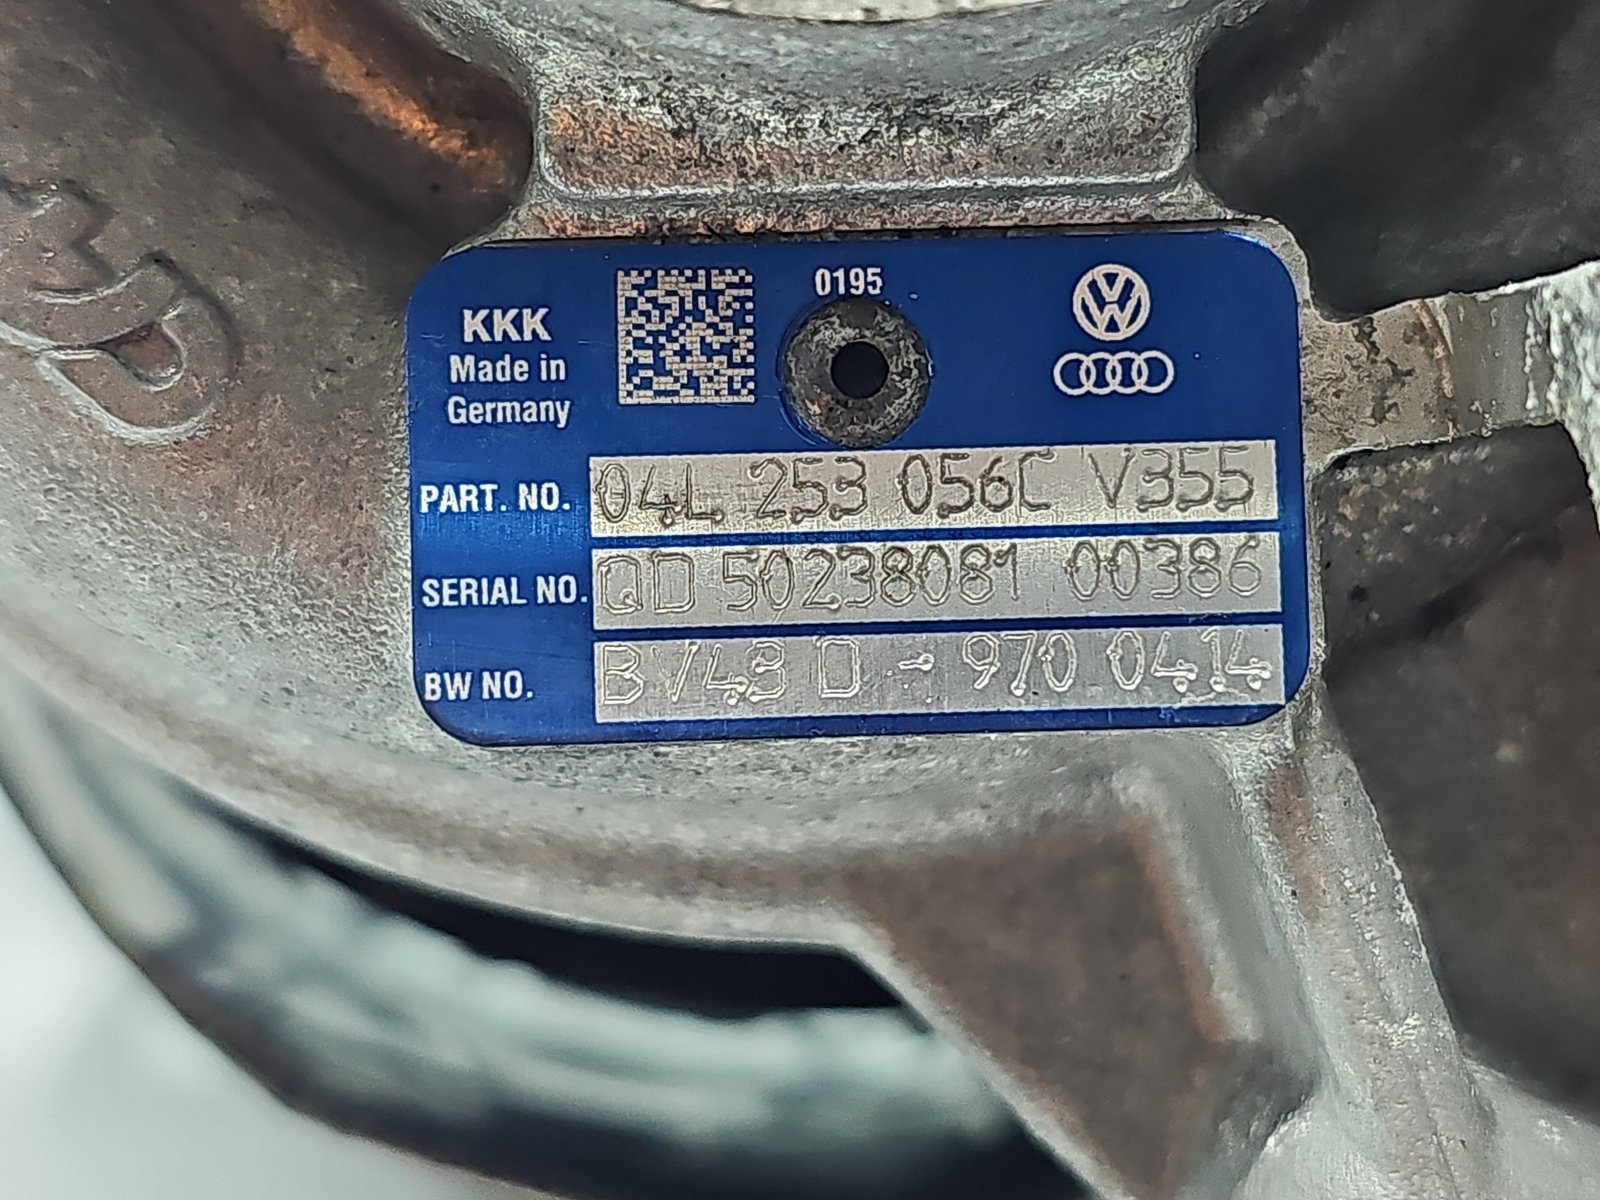 0195
KKK
Made in
Germany
PART. NO. 04L 253 056C V355
SERIAL NO. QD 50238081 00386
BW NO. BV43 D - 970 0414